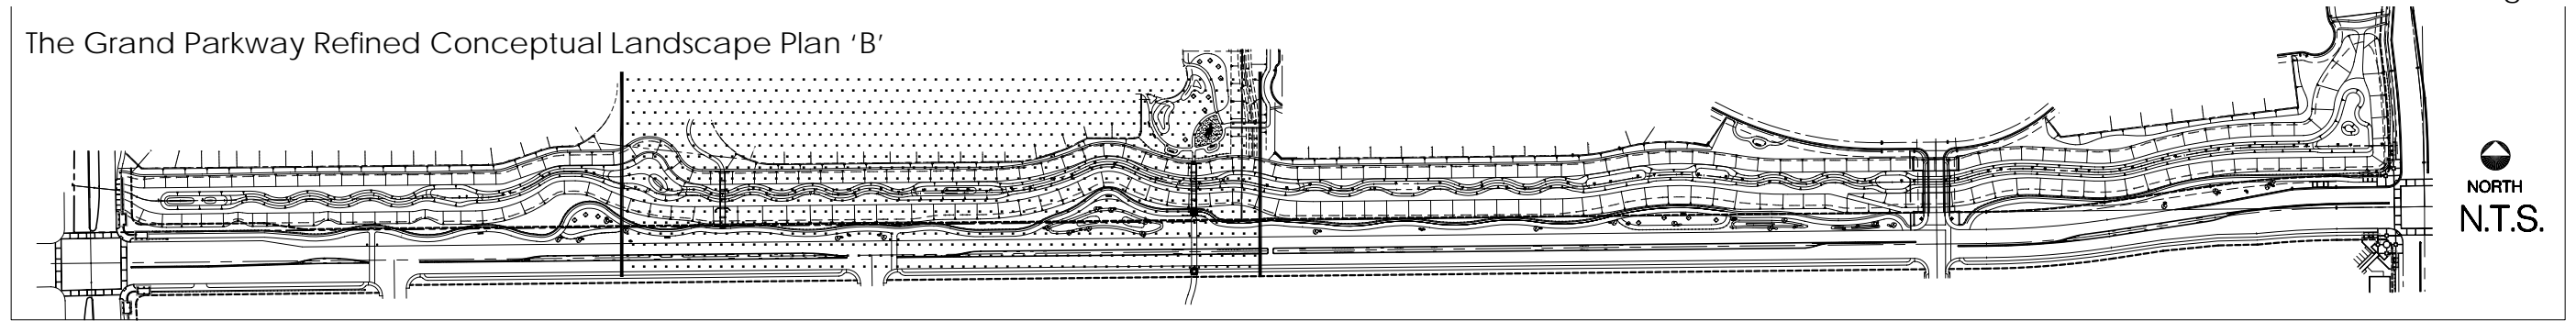 The Grand Parkway Refined Conceptual Landscape Plan ‘B’
NORTH
N.T.S.